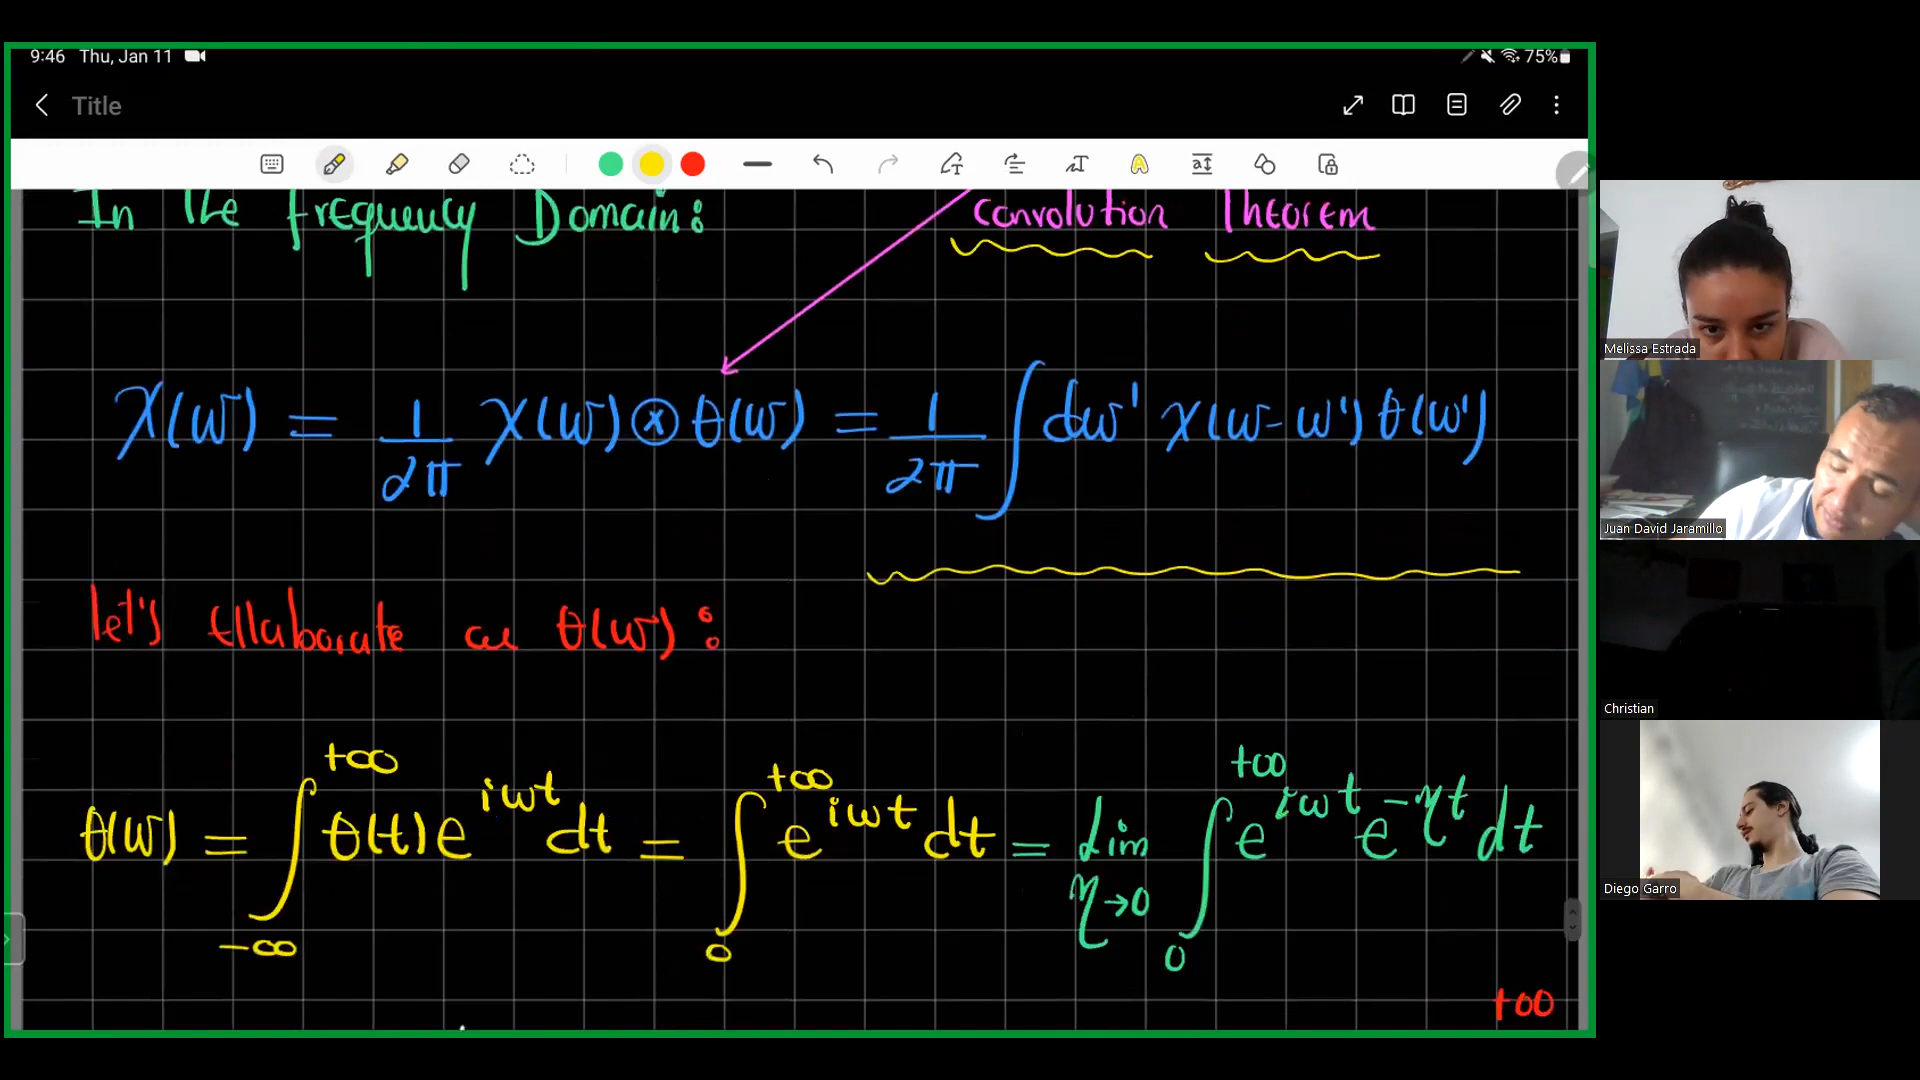 9:46 Thu, Jan 11 75%
Title
In the frequency Domain:
Convolution Theorem
χ(ω) = 1/2π χ(ω) ⊛ θ(ω) = 1/2π ∫ dω' χ(ω-ω') θ(ω')
let's Ellaborate on θ(ω) :
θ(ω) = ∫_{-∞}^{+∞} θ(t) e^{iωt} dt = ∫_0^{+∞} e^{iωt} dt = Lim_{η→0} ∫_0^{+∞} e^{iωt} e^{-ηt} dt
+∞
Melissa Estrada
Juan David Jaramillo
Christian
Diego Garro